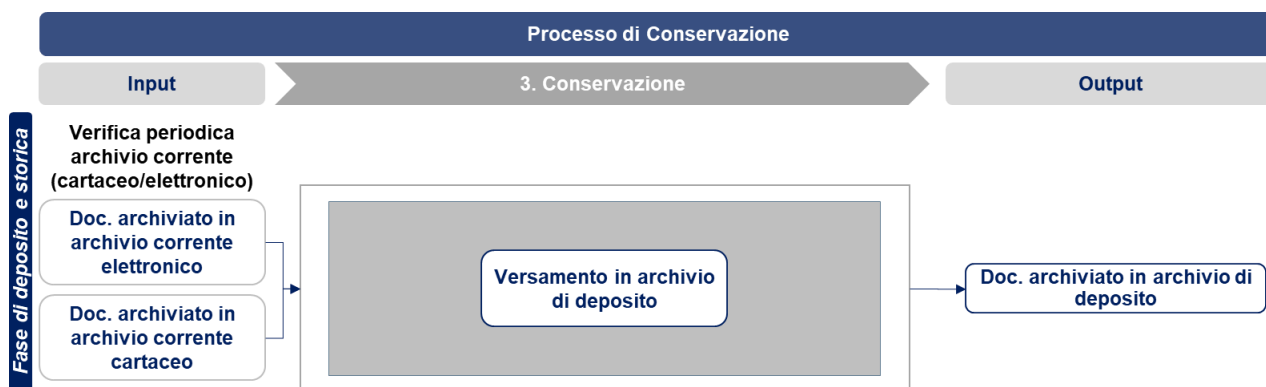 Processo di Conservazione
Input
3. Conservazione
Output
Fase di deposito e storica
Verifica periodica
archivio corrente
(cartaceo/elettronico)
Doc. archiviato in
archivio corrente
elettronico
Doc. archiviato in
archivio corrente
cartaceo
Versamento in archivio
di deposito
Doc. archiviato in archivio di
deposito